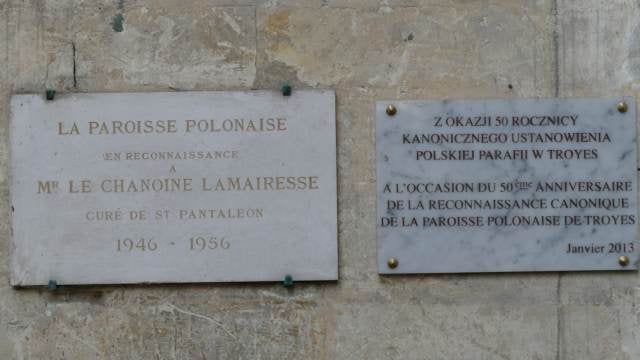 LA PAROISSE POLONAISE
EN RECONNAISSANCE
A
MR LE CHANOINE LAMAIRESSE
CURÉ DE ST PANTALÉON
1946 - 1956
Z OKAZJI 50 ROCZNICY
KANONICZNEGO USTANOWIENIA
POLSKIEJ PARAFII W TROYES
A L'OCCASION DU 50ème ANNIVERSAIRE
DE LA RECONNAISSANCE CANONIQUE
DE LA PAROISSE POLONAISE DE TROYES
Janvier 2013